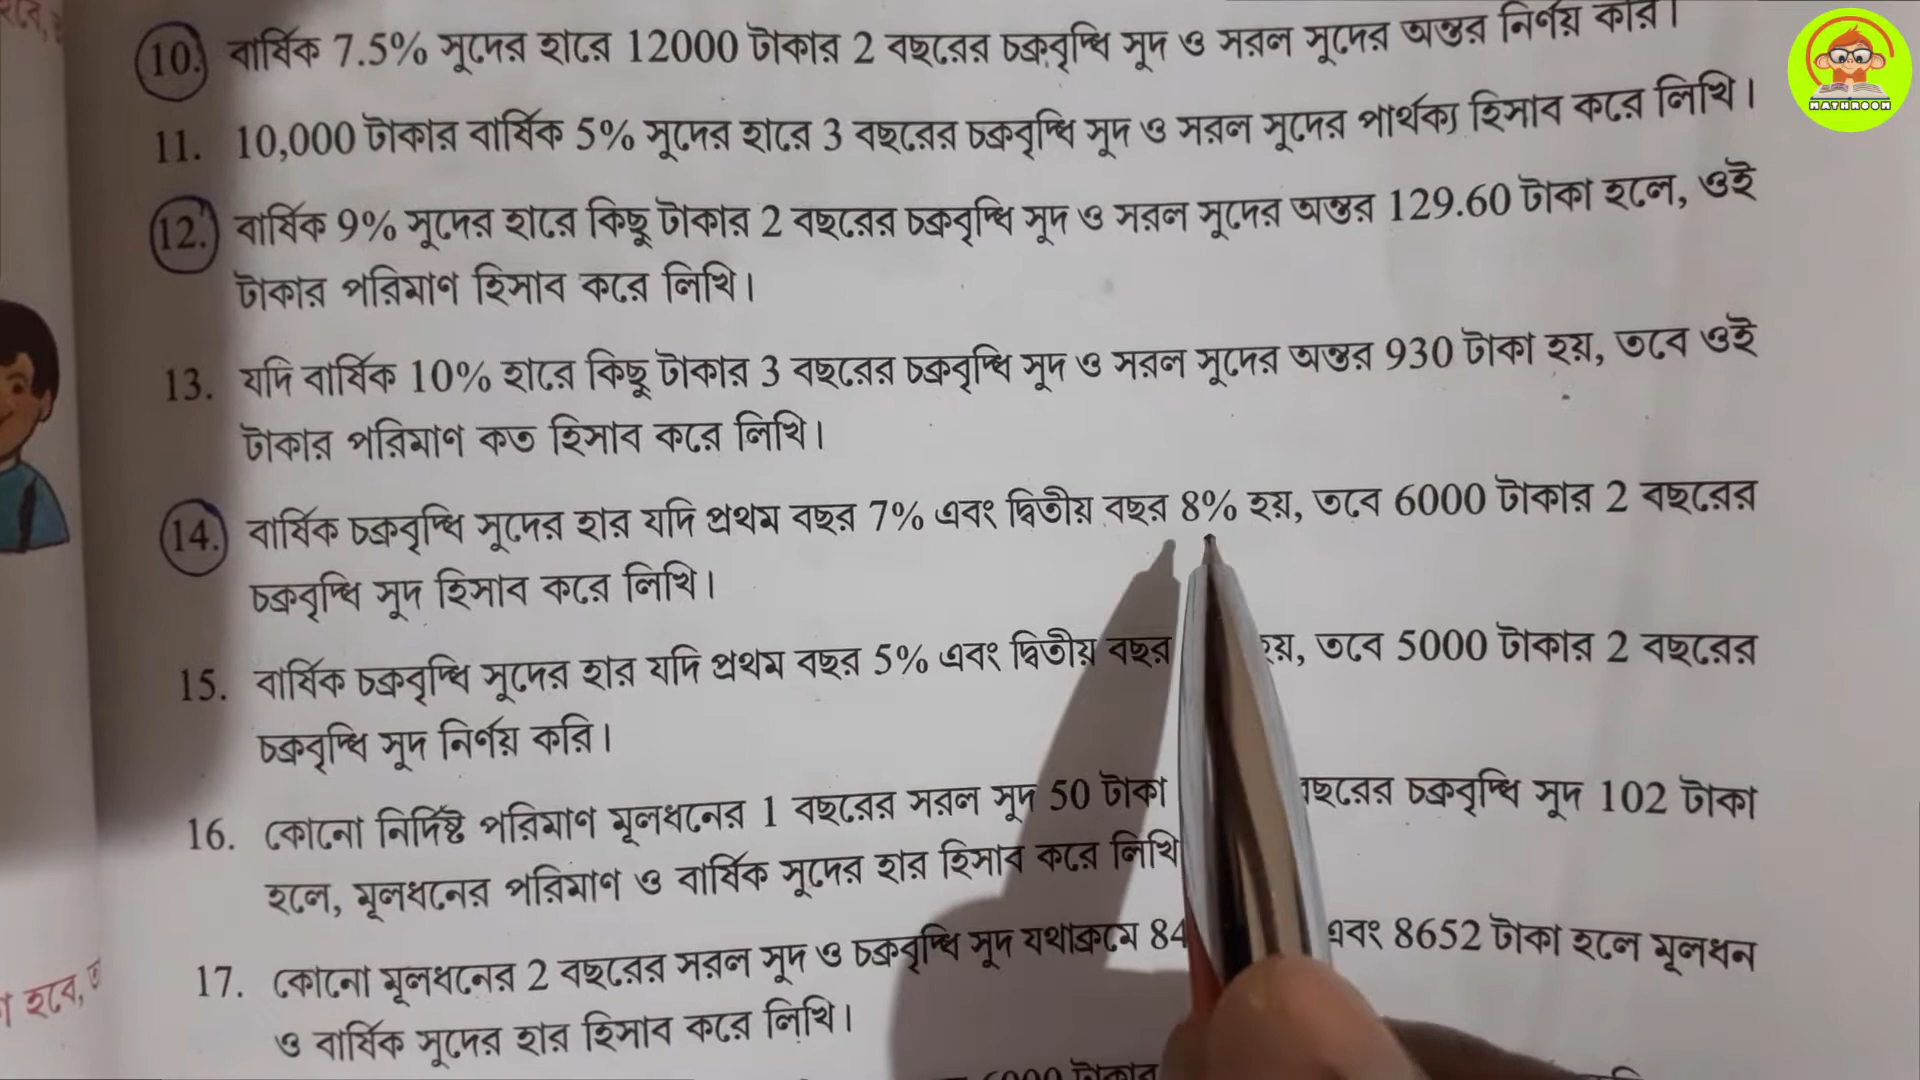 10. বার্ষিক 7.5% সুদের হারে 12000 টাকার 2 বছরের চক্রবৃদ্ধি সুদ ও সরল সুদের অন্তর নির্ণয় করি।
MATHROOM
11. 10,000 টাকার বার্ষিক 5% সুদের হারে 3 বছরের চক্রবৃদ্ধি সুদ ও সরল সুদের পার্থক্য হিসাব করে লিখি।
12. বার্ষিক 9% সুদের হারে কিছু টাকার 2 বছরের চক্রবৃদ্ধি সুদ ও সরল সুদের অন্তর 129.60 টাকা হলে, ওই
টাকার পরিমাণ হিসাব করে লিখি।
13. যদি বার্ষিক 10% হারে কিছু টাকার 3 বছরের চক্রবৃদ্ধি সুদ ও সরল সুদের অন্তর 930 টাকা হয়, তবে ওই
টাকার পরিমাণ কত হিসাব করে লিখি।
14. বার্ষিক চক্রবৃদ্ধি সুদের হার যদি প্রথম বছর 7% এবং দ্বিতীয় বছর 8% হয়, তবে 6000 টাকার 2 বছরের
চক্রবৃদ্ধি সুদ হিসাব করে লিখি।
15. বার্ষিক চক্রবৃদ্ধি সুদের হার যদি প্রথম বছর 5% এবং দ্বিতীয় বছর হয়, তবে 5000 টাকার 2 বছরের
চক্রবৃদ্ধি সুদ নির্ণয় করি।
16. কোনো নির্দিষ্ট পরিমাণ মূলধনের 1 বছরের সরল সুদ 50 টাকা বছরের চক্রবৃদ্ধি সুদ 102 টাকা
হলে, মূলধনের পরিমাণ ও বার্ষিক সুদের হার হিসাব করে লিখি
17. কোনো মূলধনের 2 বছরের সরল সুদ ও চক্রবৃদ্ধি সুদ যথাক্রমে 84 এবং 8652 টাকা হলে মূলধন
ও বার্ষিক সুদের হার হিসাব করে লিখি।
হবে,
6000 টাকার